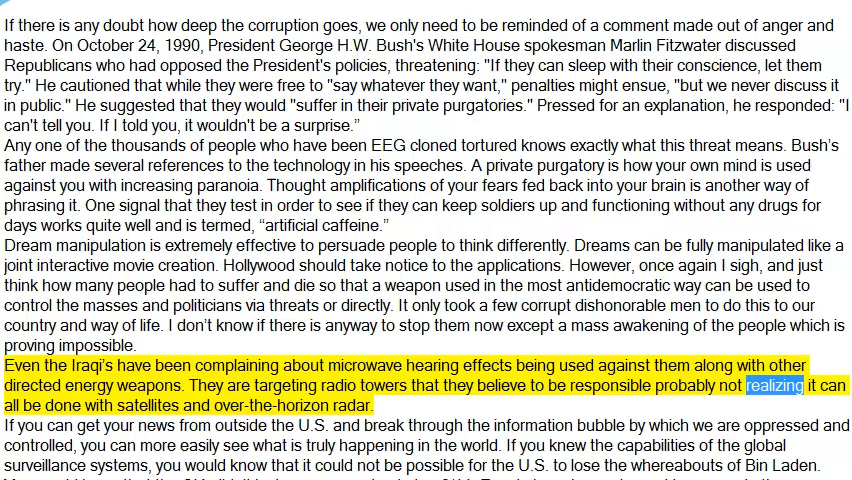 If there is any doubt how deep the corruption goes, we only need to be reminded of a comment made out of anger and
haste. On October 24, 1990, President George H.W. Bush's White House spokesman Marlin Fitzwater discussed
Republicans who had opposed the President's policies, threatening: "If they can sleep with their conscience, let them
try." He cautioned that while they were free to "say whatever they want," penalties might ensue, "but we never discuss it
in public." He suggested that they would "suffer in their private purgatories." Pressed for an explanation, he responded: "I
can't tell you. If I told you, it wouldn't be a surprise.”
Any one of the thousands of people who have been EEG cloned tortured knows exactly what this threat means. Bush’s
father made several references to the technology in his speeches. A private purgatory is how your own mind is used
against you with increasing paranoia. Thought amplifications of your fears fed back into your brain is another way of
phrasing it. One signal that they test in order to see if they can keep soldiers up and functioning without any drugs for
days works quite well and is termed, “artificial caffeine.”
Dream manipulation is extremely effective to persuade people to think differently. Dreams can be fully manipulated like a
joint interactive movie creation. Hollywood should take notice to the applications. However, once again I sigh, and just
think how many people had to suffer and die so that a weapon used in the most antidemocratic way can be used to
control the masses and politicians via threats or directly. It only took a few corrupt dishonorable men to do this to our
country and way of life. I don’t know if there is anyway to stop them now except a mass awakening of the people which is
proving impossible.
Even the Iraqi’s have been complaining about microwave hearing effects being used against them along with other
directed energy weapons. They are targeting radio towers that they believe to be responsible probably not realizing it can
all be done with satellites and over-the-horizon radar.
If you can get your news from outside the U.S. and break through the information bubble by which we are oppressed and
controlled, you can more easily see what is truly happening in the world. If you knew the capabilities of the global
surveillance systems, you would know that it could not be possible for the U.S. to lose the whereabouts of Bin Laden.